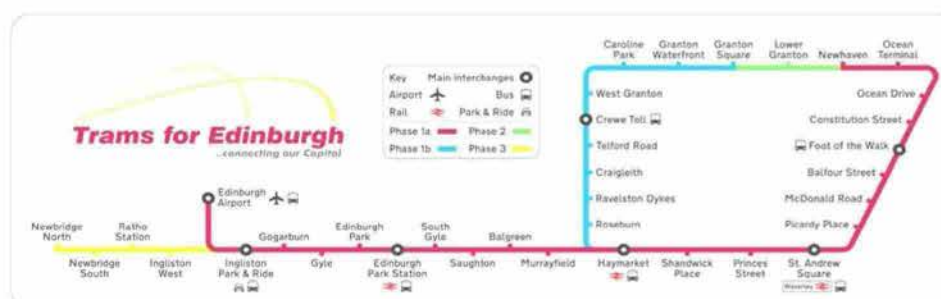 Trams for Edinburgh
...connecting our Capital
Key Main interchanges
Airport Bus
Rail Park & Ride
Phase 1a Phase 2
Phase 1b Phase 3
Caroline
Park
Granton
Waterfront
Granton
Square
Lower
Granton
Newhaven
Ocean
Terminal
West Granton
Crewe Toll
Telford Road
Craigleith
Ravelston Dykes
Roseburn
Ocean Drive
Constitution Street
Foot of the Walk
Balfour Street
McDonald Road
Picardy Place
Edinburgh
Airport
Newbridge
North
Ratho
Station
Gogarburn
Edinburgh
Park
South
Gyle
Balgreen
Newbridge
South
Ingliston
West
Ingliston
Park & Ride
Gyle
Edinburgh
Park Station
Saughton
Murrayfield
Haymarket
Shandwick
Place
Princes
Street
St. Andrew
Square
Waverley